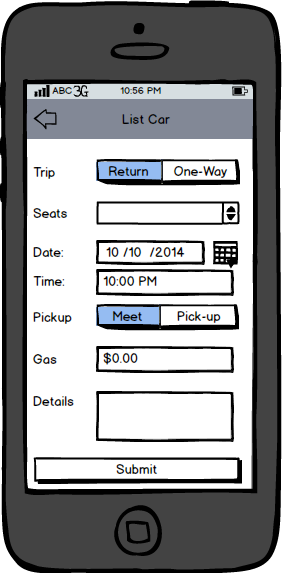 ABC 3G 10:56 PM
List Car
Trip Return One-Way
Seats
Date: 10 /10 /2014
Time: 10:00 PM
Pickup Meet Pick-up
Gas $0.00
Details
Submit